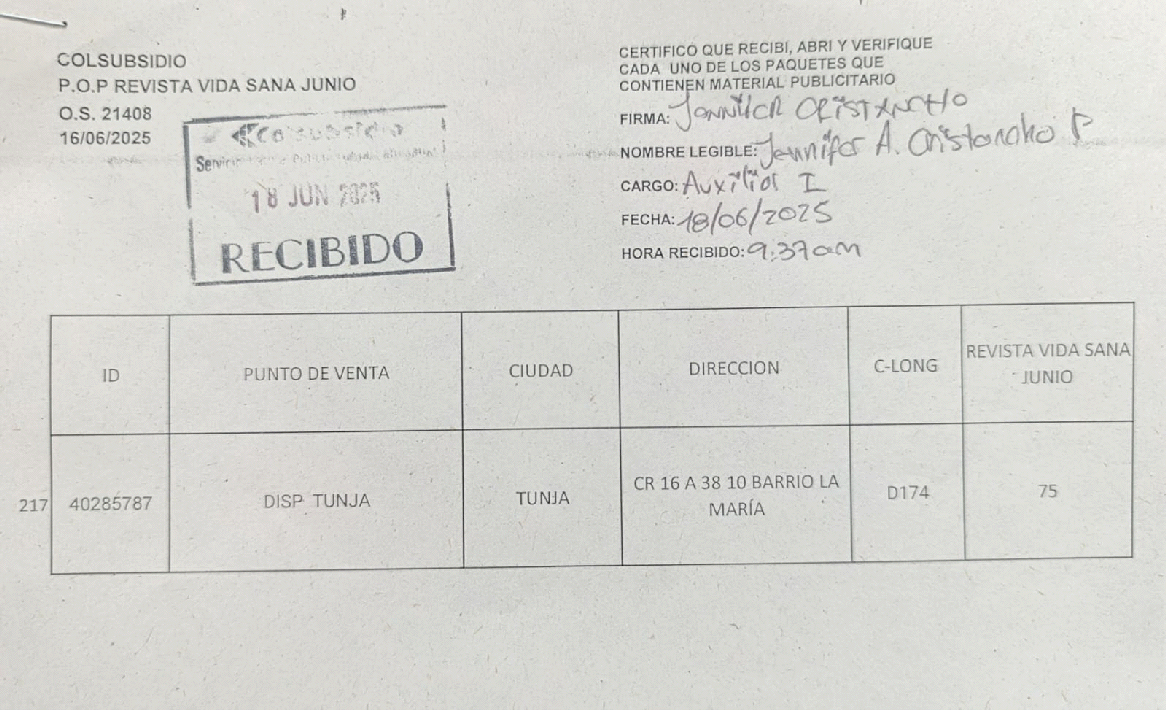 COLSUBSIDIO
P.O.P REVISTA VIDA SANA JUNIO
O.S. 21408
16/06/2025
colsubsidio
18 JUN 2025
RECIBIDO
CERTIFICO QUE RECIBI, ABRI Y VERIFIQUE
CADA UNO DE LOS PAQUETES QUE
CONTIENEN MATERIAL PUBLICITARIO
FIRMA: Jennifer CRISTANCHO
NOMBRE LEGIBLE: Jennifer A. Cristancho P
CARGO: Auxiliar I
FECHA: 18/06/2025
HORA RECIBIDO: 9:37am
ID PUNTO DE VENTA CIUDAD DIRECCION C-LONG REVISTA VIDA SANA
JUNIO
217 40285787 DISP TUNJA TUNJA CR 16 A 38 10 BARRIO LA D174 75
MARÍA